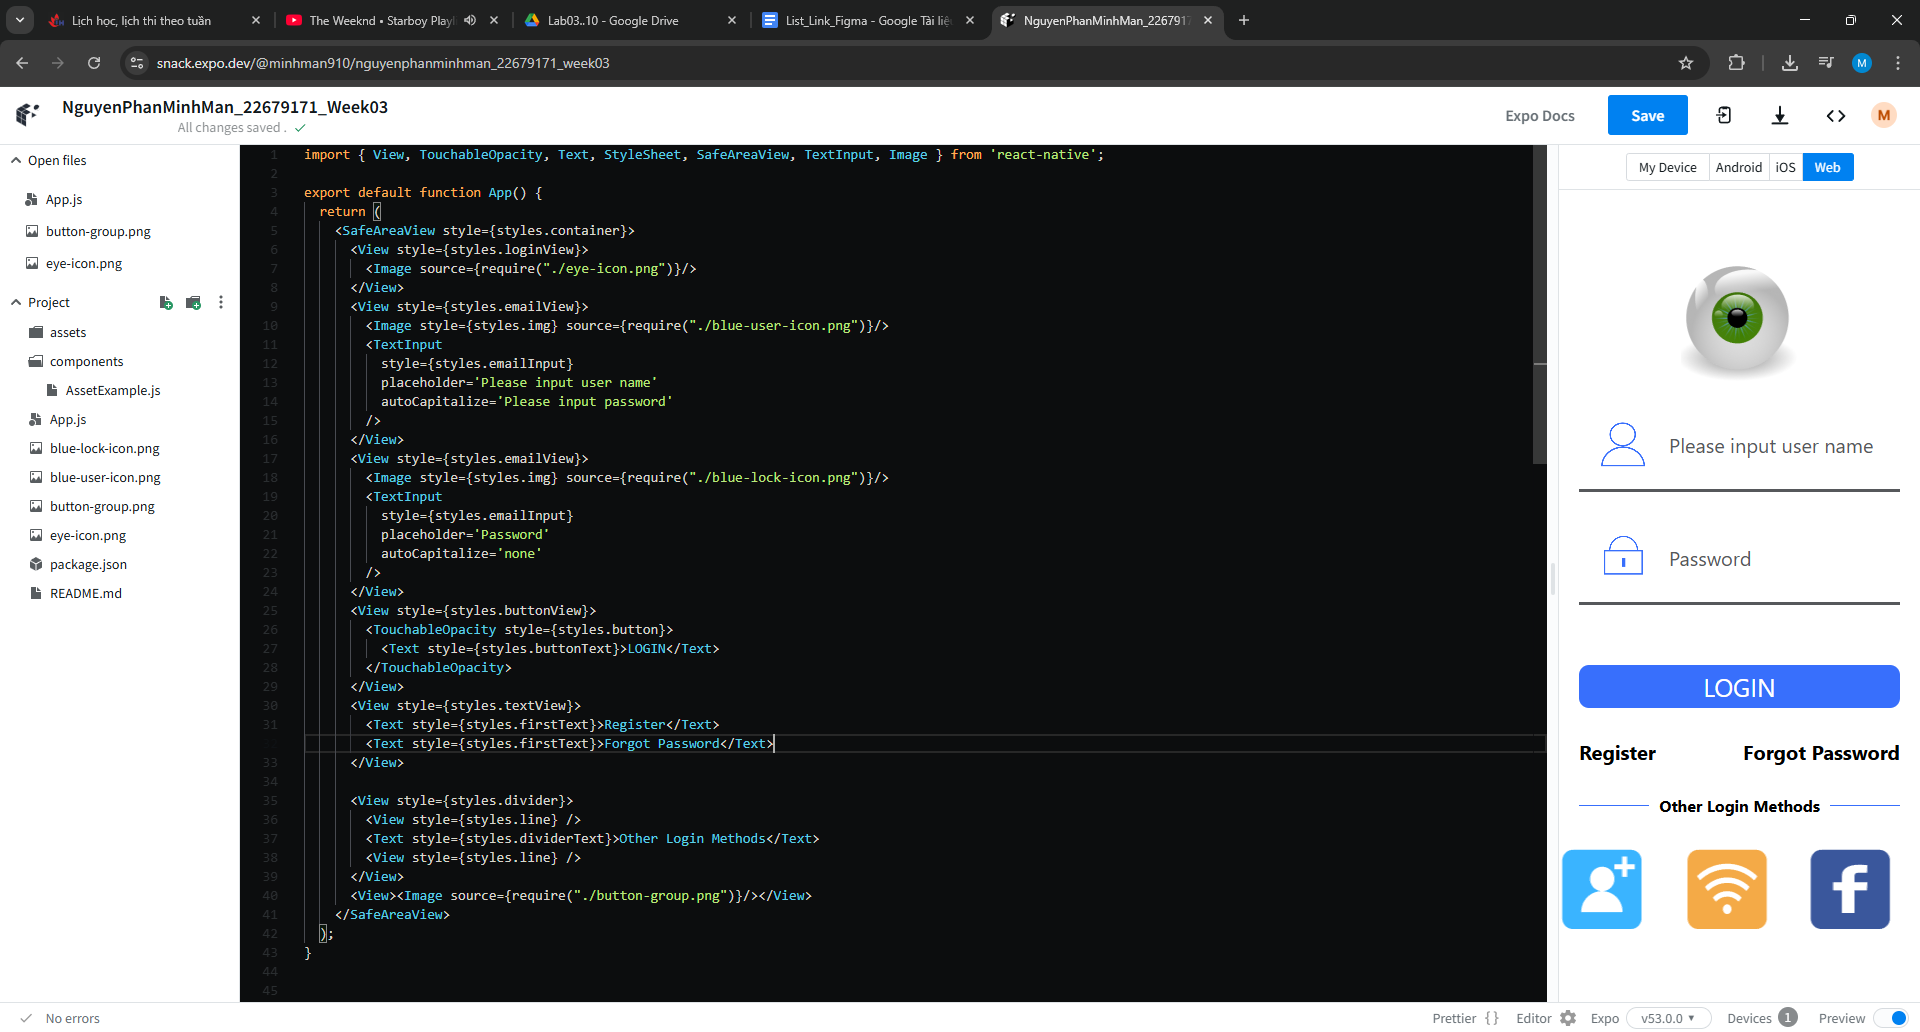 Lịch học, lịch thi theo tuần
The Weeknd • Starboy Playl
Lab03..10 - Google Drive
List_Link_Figma - Google Tài liệ
NguyenPhanMinhMan_226791
snack.expo.dev/@minhman910/nguyenphanminhman_22679171_week03
M
NguyenPhanMinhMan_22679171_Week03
All changes saved .
Expo Docs
Save
M
Open files
App.js
button-group.png
eye-icon.png
Project
assets
components
AssetExample.js
App.js
blue-lock-icon.png
blue-user-icon.png
button-group.png
eye-icon.png
package.json
README.md
1 import { View, TouchableOpacity, Text, StyleSheet, SafeAreaView, TextInput, Image } from 'react-native';
2
3 export default function App() {
4 return (
5 <SafeAreaView style={styles.container}>
6 <View style={styles.loginView}>
7 <Image source={require("./eye-icon.png")}/>
8 </View>
9 <View style={styles.emailView}>
10 <Image style={styles.img} source={require("./blue-user-icon.png")}/>
11 <TextInput
12 style={styles.emailInput}
13 placeholder='Please input user name'
14 autoCapitalize='Please input password'
15 />
16 </View>
17 <View style={styles.emailView}>
18 <Image style={styles.img} source={require("./blue-lock-icon.png")}/>
19 <TextInput
20 style={styles.emailInput}
21 placeholder='Password'
22 autoCapitalize='none'
23 />
24 </View>
25 <View style={styles.buttonView}>
26 <TouchableOpacity style={styles.button}>
27 <Text style={styles.buttonText}>LOGIN</Text>
28 </TouchableOpacity>
29 </View>
30 <View style={styles.textView}>
31 <Text style={styles.firstText}>Register</Text>
<Text style={styles.firstText}>Forgot Password</Text>
33 </View>
34
35 <View style={styles.divider}>
36 <View style={styles.line} />
37 <Text style={styles.dividerText}>Other Login Methods</Text>
38 <View style={styles.line} />
39 </View>
40 <View><Image source={require("./button-group.png")}/></View>
41 </SafeAreaView>
42 );
43 }
44
45
My Device Android iOS Web
Please input user name
Password
LOGIN
Register Forgot Password
Other Login Methods
f
No errors
Prettier { }
Editor
Expo v53.0.0
Devices 1
Preview